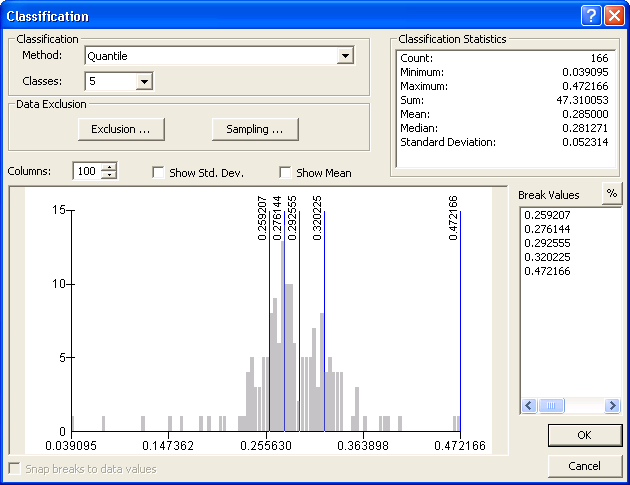 Classification
Classification
Method: Quantile
Classes: 5
Data Exclusion
Exclusion ... Sampling ...
Classification Statistics
Count: 166
Minimum: 0.039095
Maximum: 0.472166
Sum: 47.310053
Mean: 0.285000
Median: 0.281271
Standard Deviation: 0.052314
Columns: 100 Show Std. Dev. Show Mean
Break Values %
0.259207
0.276144
0.292555
0.320225
0.472166
0.259207 0.276144 0.292555 0.320225 0.472166
15
10
5
0
0.039095 0.147362 0.255630 0.363898 0.472166
Snap breaks to data values
OK
Cancel